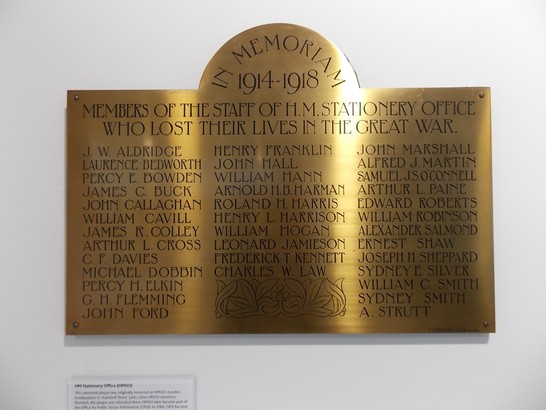 IN MEMORIAM
1914-1918
MEMBERS OF THE STAFF OF H.M. STATIONERY OFFICE
WHO LOST THEIR LIVES IN THE GREAT WAR.
J. W. ALDRIDGE
LAURENCE BEDWORTH
PERCY E. BOWDEN
JAMES C. BUCK
JOHN CALLAGHAN
WILLIAM CAVILL
JAMES R. COLLEY
ARTHUR L. CROSS
C. F. DAVIES
MICHAEL DOBBIN
PERCY H. ELKIN
G. H. FLEMMING
JOHN FORD
HENRY FRANKLIN
JOHN HALL
WILLIAM HANN
ARNOLD H.B. HARMAN
ROLAND H. HARRIS
HENRY L. HARRISON
WILLIAM HOGAN
LEONARD JAMIESON
FREDERICK T KENNETT
CHARLES W. LAW
JOHN MARSHALL
ALFRED J. MARTIN
SAMUEL J.S. O'CONNELL
ARTHUR L. PAINE
EDWARD ROBERTS
WILLIAM ROBINSON
ALEXANDER SALMOND
ERNEST SHAW
JOSEPH H SHEPPARD
SYDNEY E. SILVER
WILLIAM C. SMITH
SYDNEY SMITH
A. STRUTT
HM Stationery Office (HMSO)